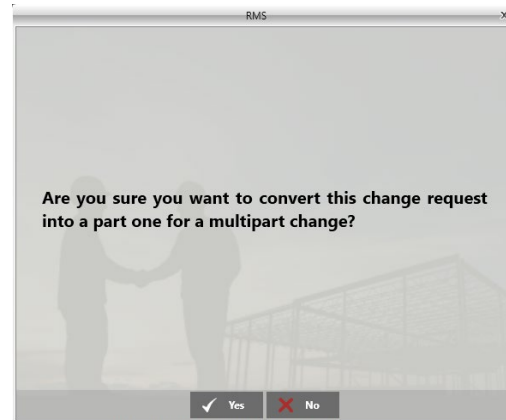 RMS
Are you sure you want to convert this change request
into a part one for a multipart change?
Yes No